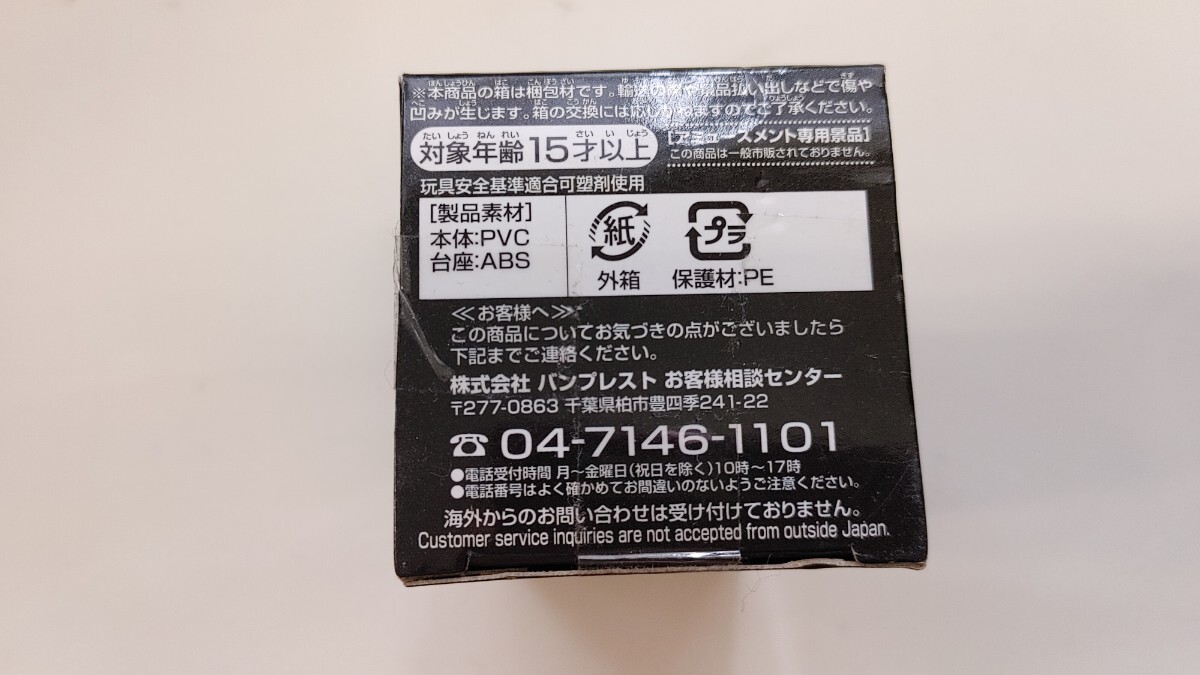 ※本商品の箱は梱包材です。輸送の際や景品払い出しなどで傷や
凹みが生じます。箱の交換には応じかねますのでご了承ください。
対象年齢15才以上
[アミューズメント専用景品]
この商品は一般市販されておりません。
玩具安全基準適合可塑剤使用
[製品素材]
本体:PVC
台座:ABS
紙
外箱
プラ
保護材:PE
≪お客様へ≫
この商品についてお気づきの点がございましたら
下記までご連絡ください。
株式会社 バンプレスト お客様相談センター
〒277-0863 千葉県柏市豊四季241-22
☎ 04-7146-1101
●電話受付時間 月〜金曜日(祝日を除く)10時〜17時
●電話番号はよく確かめてお間違いのないようご注意ください。
海外からのお問い合わせは受け付けておりません。
Customer service inquiries are not accepted from outside Japan.